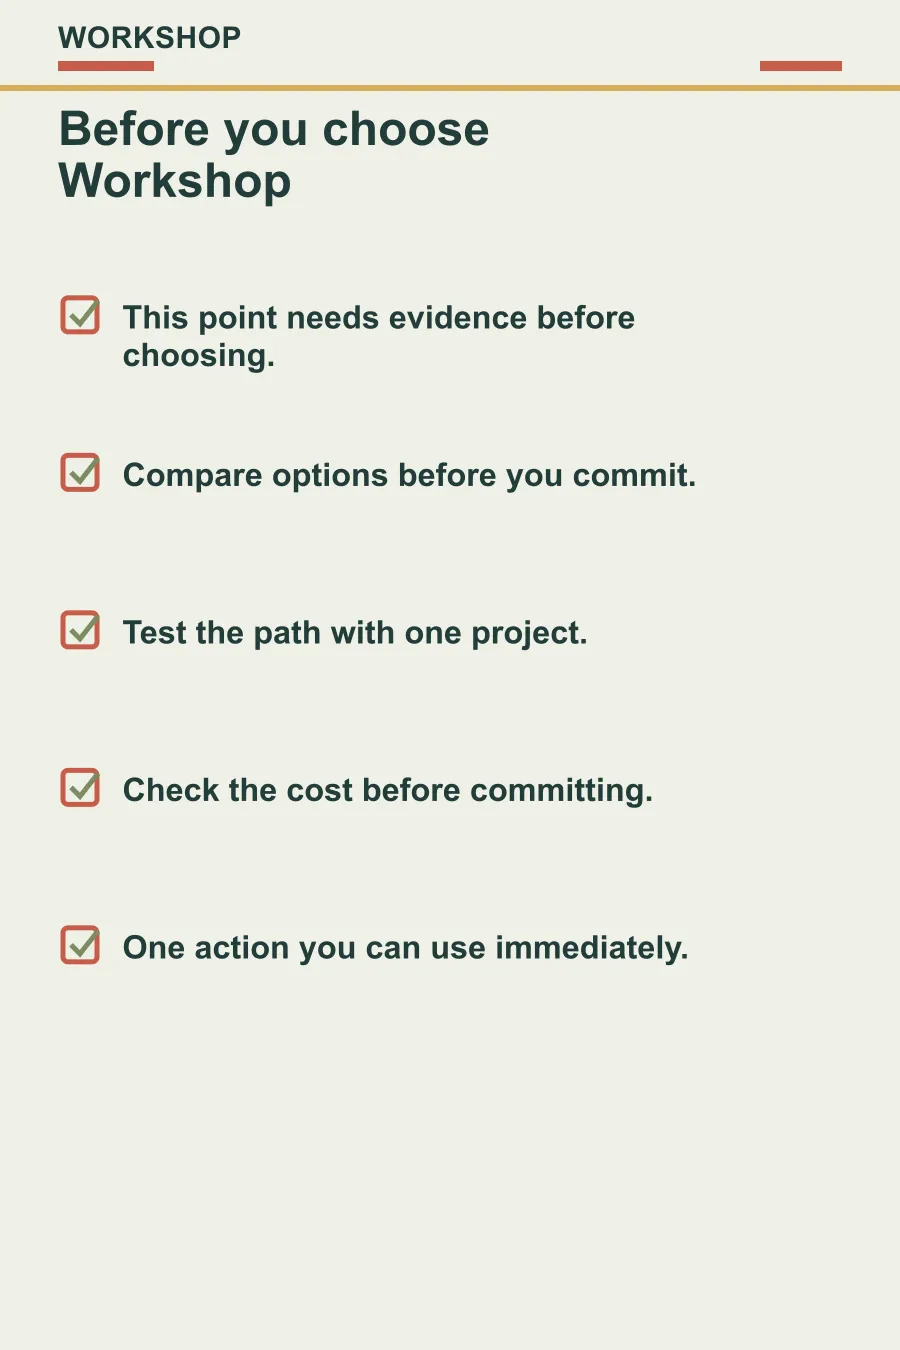 WORKSHOP
Before you choose
Workshop
This point needs evidence before
choosing.
Compare options before you commit.
Test the path with one project.
Check the cost before committing.
One action you can use immediately.